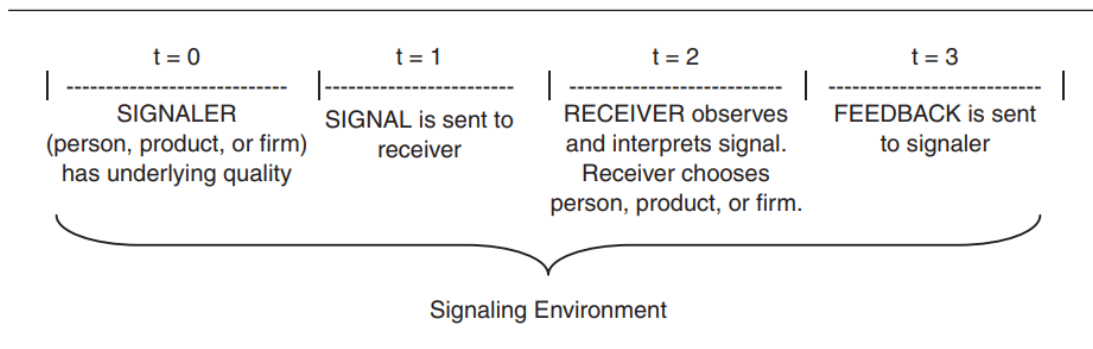 t = 0
t = 1
t = 2
t = 3
SIGNALER
(person, product, or firm)
has underlying quality
SIGNAL is sent to
receiver
RECEIVER observes
and interprets signal.
Receiver chooses
person, product, or firm.
FEEDBACK is sent
to signaler
Signaling Environment